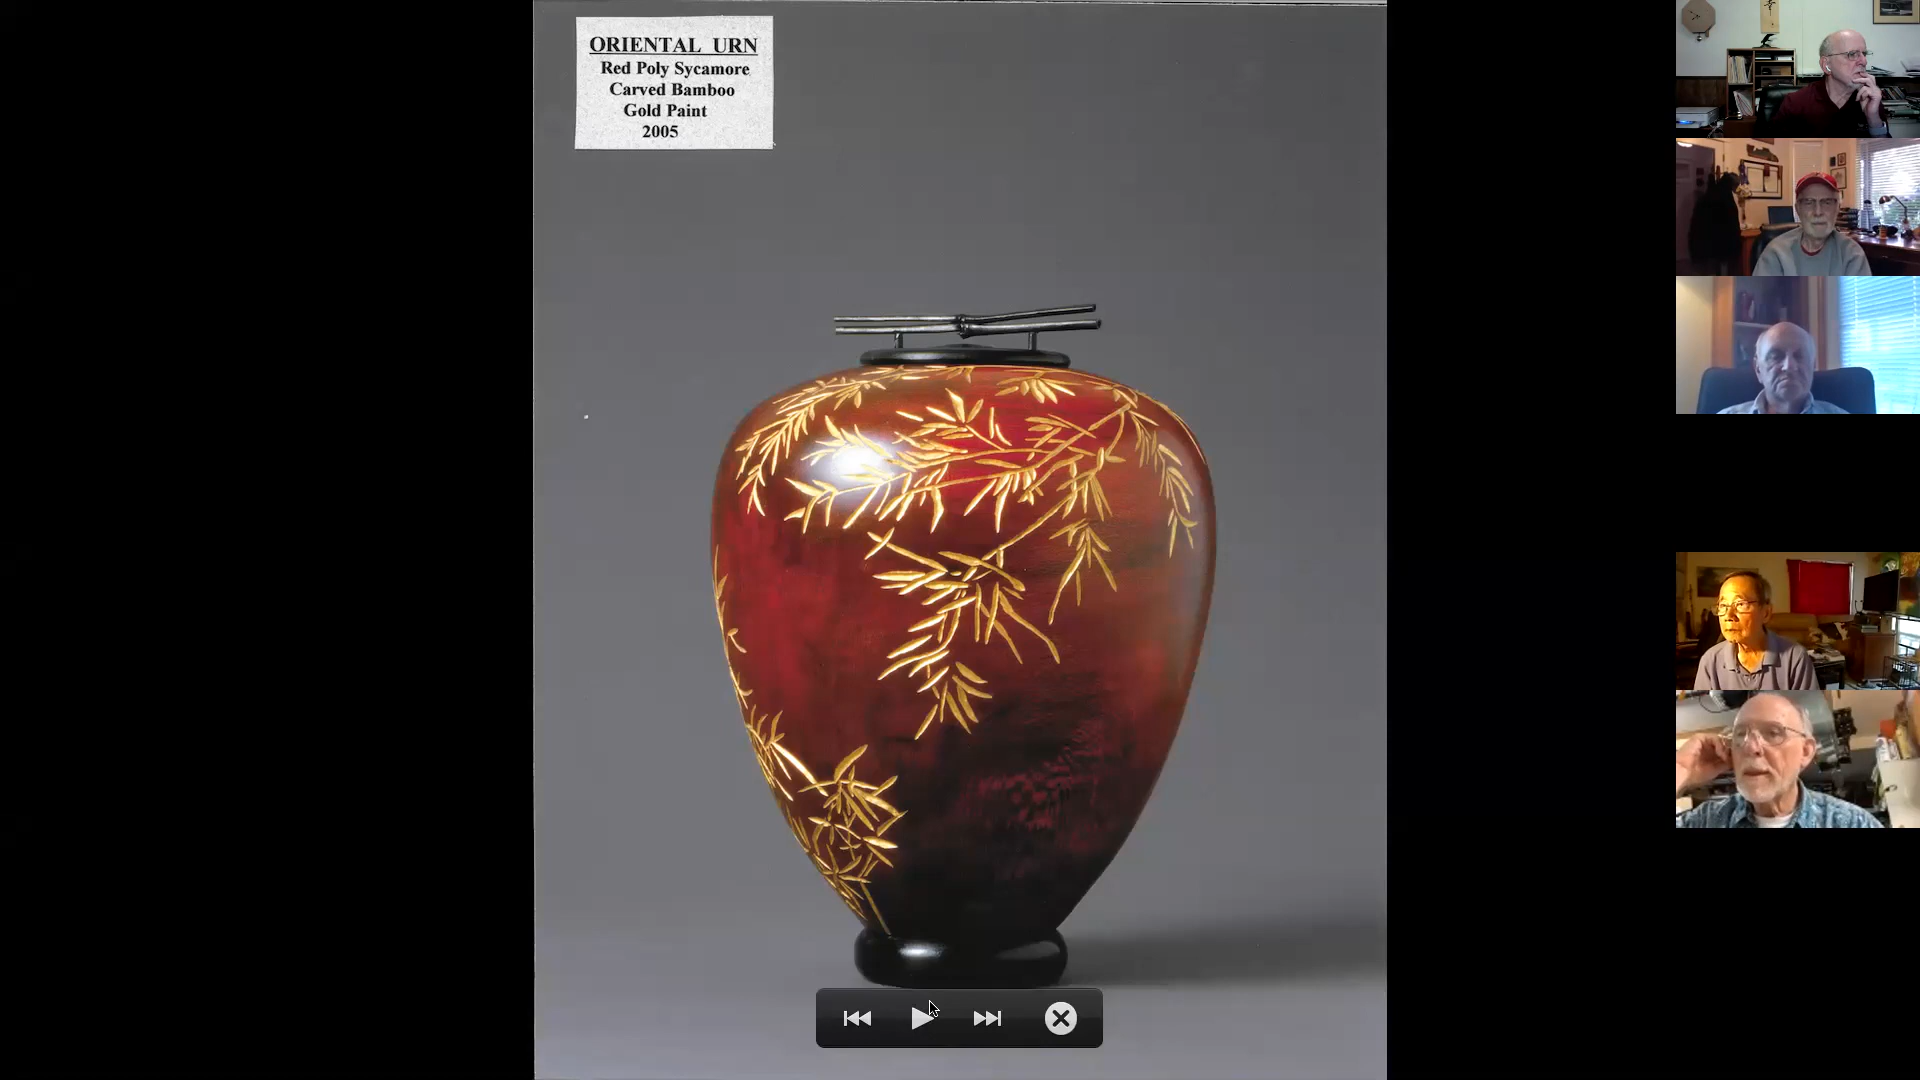 ORIENTAL URN
Red Poly Sycamore
Carved Bamboo
Gold Paint
2005